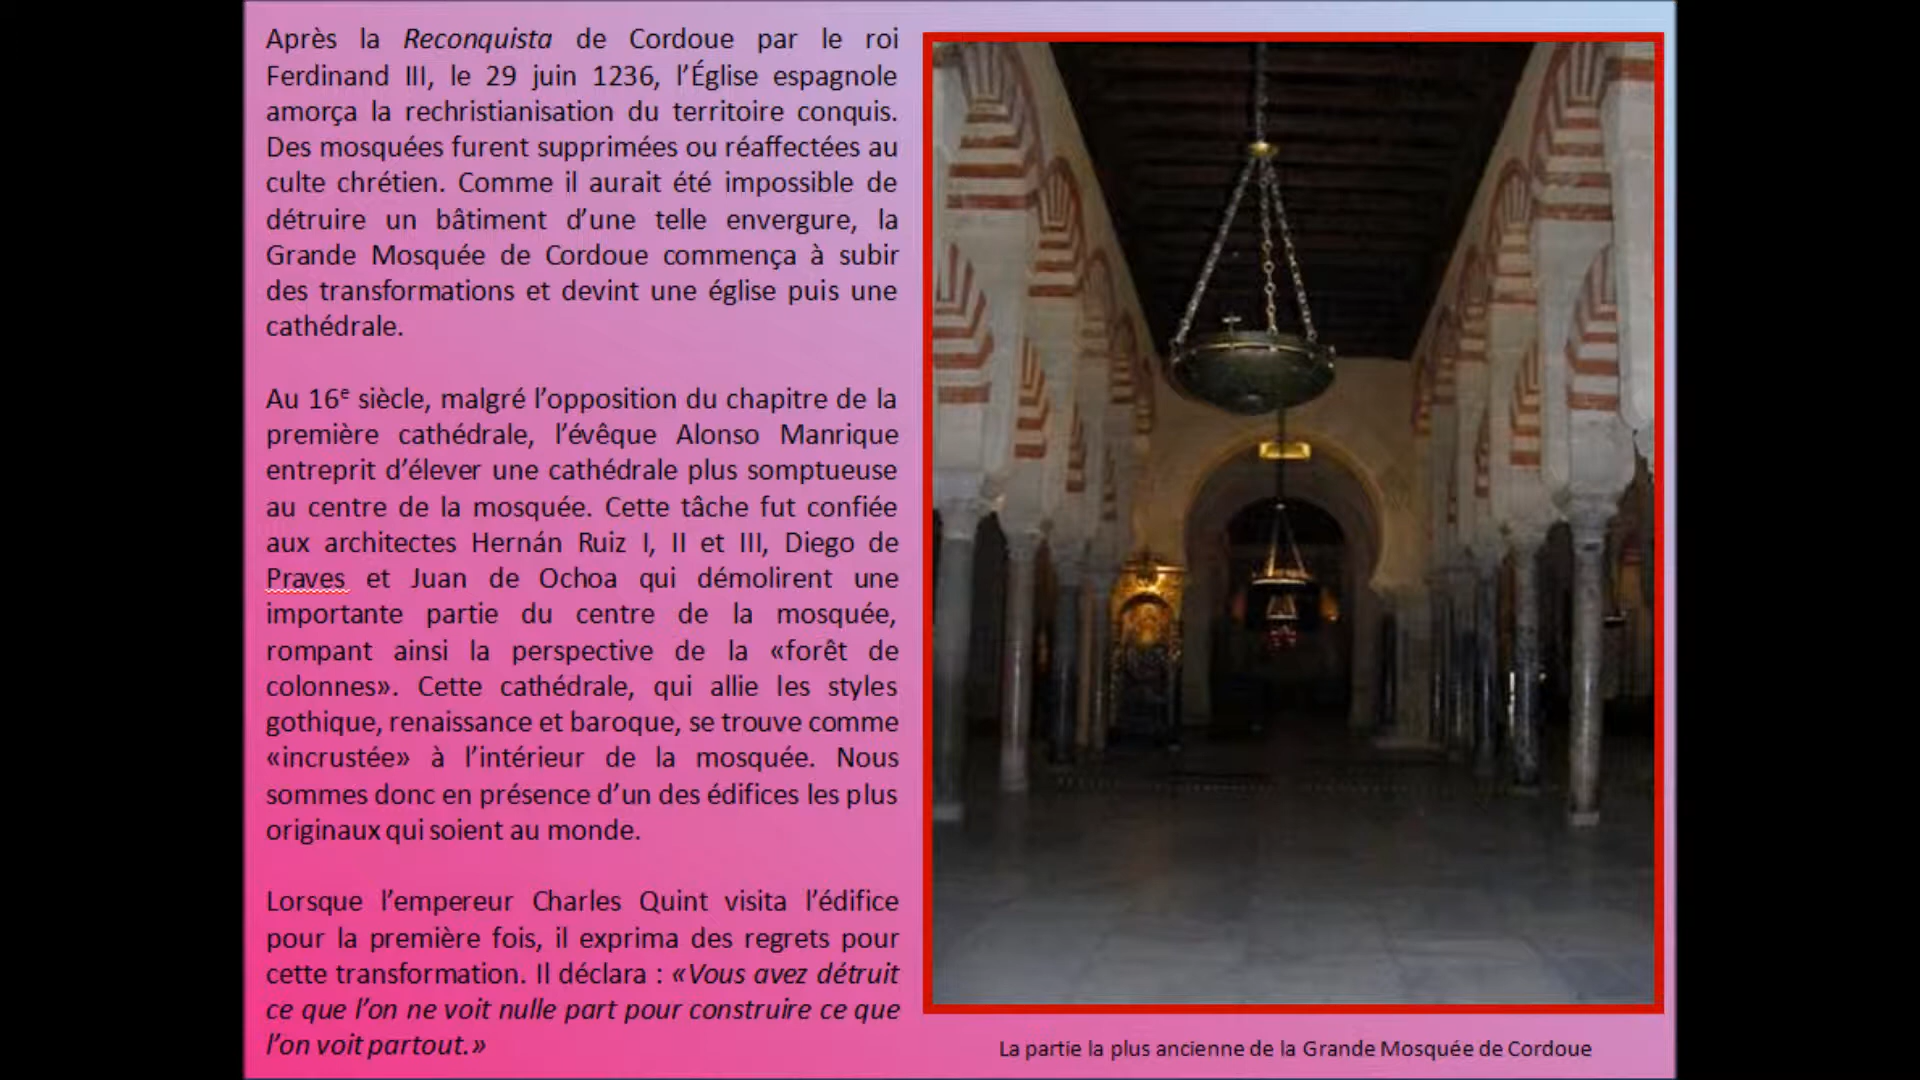 Après la Reconquista de Cordoue par le roi
Ferdinand III, le 29 juin 1236, l’Église espagnole
amorça la rechristianisation du territoire conquis.
Des mosquées furent supprimées ou réaffectées au
culte chrétien. Comme il aurait été impossible de
détruire un bâtiment d’une telle envergure, la
Grande Mosquée de Cordoue commença à subir
des transformations et devint une église puis une
cathédrale.
Au 16e siècle, malgré l’opposition du chapitre de la
première cathédrale, l’évêque Alonso Manrique
entreprit d’élever une cathédrale plus somptueuse
au centre de la mosquée. Cette tâche fut confiée
aux architectes Hernán Ruiz I, II et III, Diego de
Praves et Juan de Ochoa qui démolirent une
importante partie du centre de la mosquée,
rompant ainsi la perspective de la «forêt de
colonnes». Cette cathédrale, qui allie les styles
gothique, renaissance et baroque, se trouve comme
«incrustée» à l’intérieur de la mosquée. Nous
sommes donc en présence d’un des édifices les plus
originaux qui soient au monde.
Lorsque l’empereur Charles Quint visita l’édifice
pour la première fois, il exprima des regrets pour
cette transformation. Il déclara : «Vous avez détruit
ce que l’on ne voit nulle part pour construire ce que
l’on voit partout.»
La partie la plus ancienne de la Grande Mosquée de Cordoue